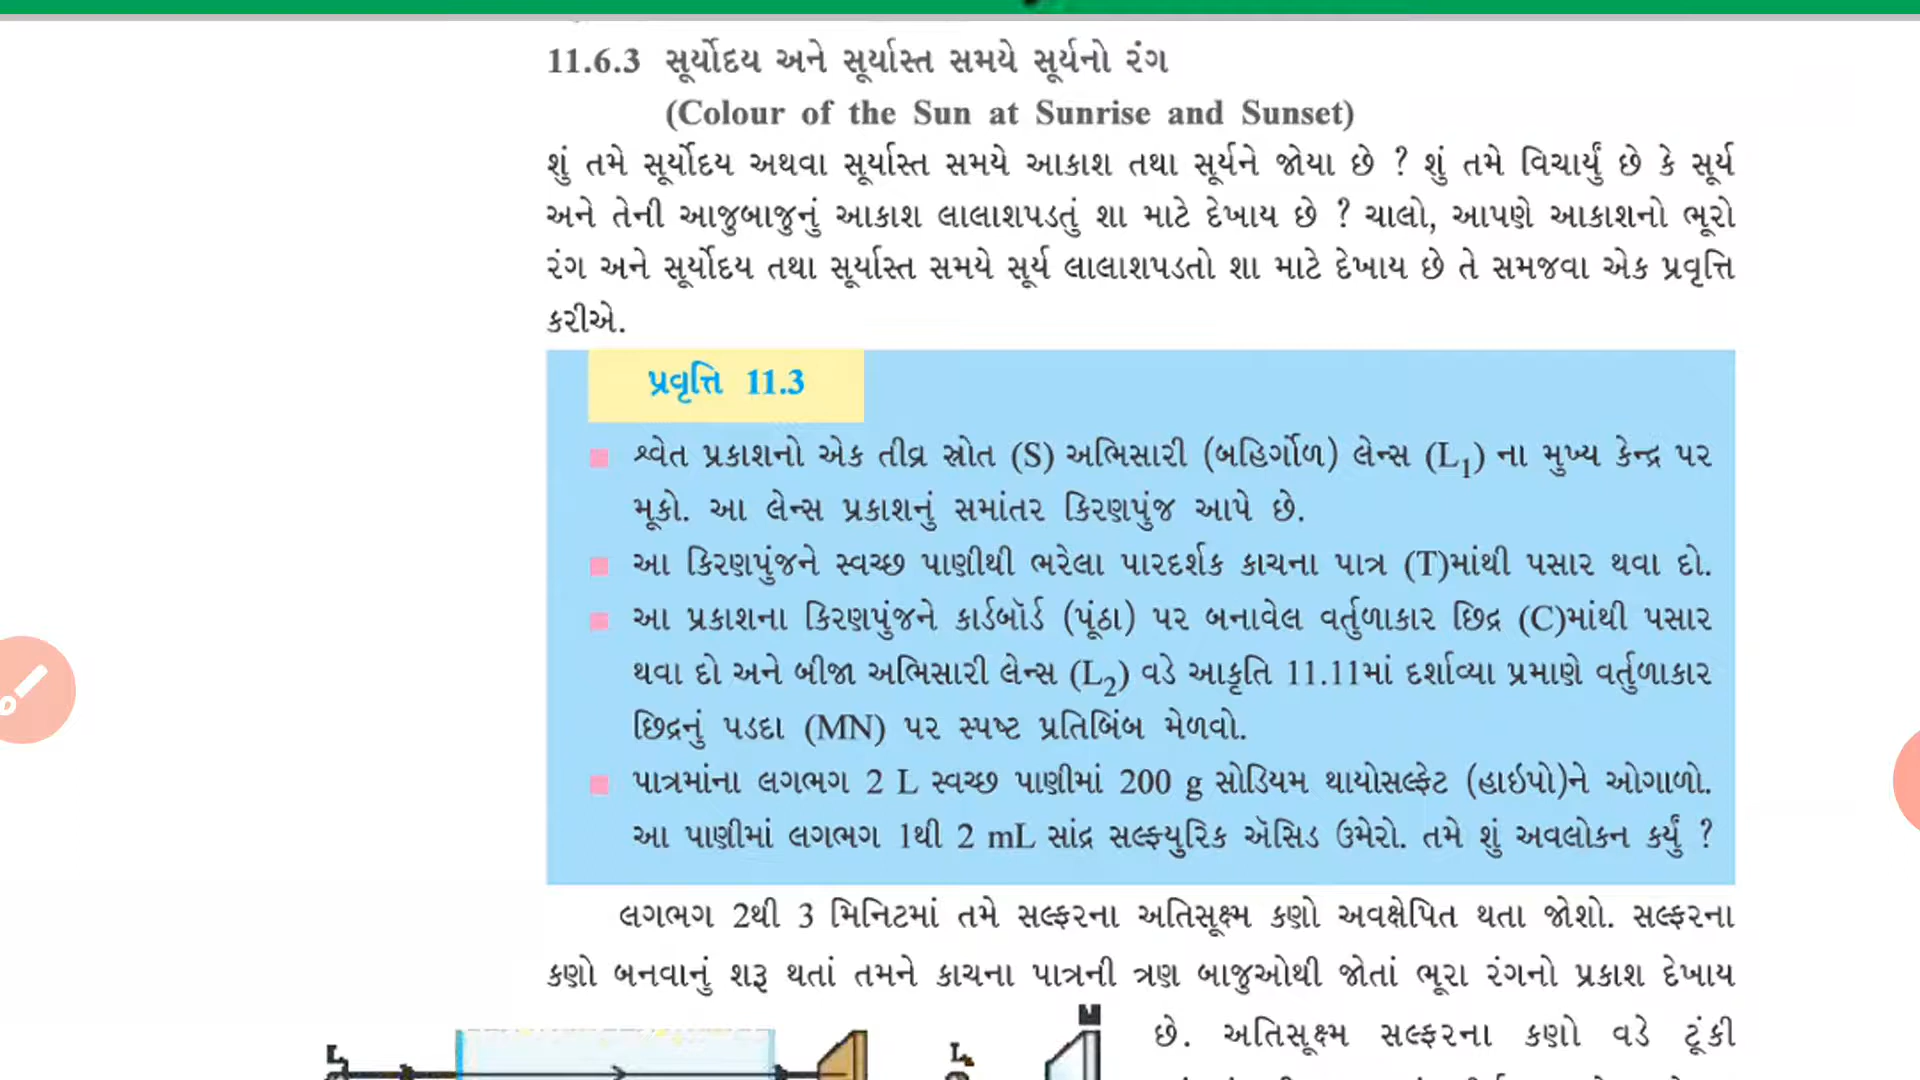 11.6.3 સૂર્યોદય અને સૂર્યાસ્ત સમયે સૂર્યનો રંગ
(Colour of the Sun at Sunrise and Sunset)
શું તમે સૂર્યોદય અથવા સૂર્યાસ્ત સમયે આકાશ તથા સૂર્યને જોયા છે ? શું તમે વિચાર્યું છે કે સૂર્ય
અને તેની આજુબાજુનું આકાશ લાલાશપડતું શા માટે દેખાય છે ? ચાલો, આપણે આકાશનો ભૂરો
રંગ અને સૂર્યોદય તથા સૂર્યાસ્ત સમયે સૂર્ય લાલાશપડતો શા માટે દેખાય છે તે સમજવા એક પ્રવૃત્તિ
કરીએ.
પ્રવૃત્તિ 11.3
શ્વેત પ્રકાશનો એક તીવ્ર સ્રોત (S) અભિસારી (બહિર્ગોળ) લેન્સ (L₁) ના મુખ્ય કેન્દ્ર પર
મૂકો. આ લેન્સ પ્રકાશનું સમાંતર કિરણપુંજ આપે છે.
આ કિરણપુંજને સ્વચ્છ પાણીથી ભરેલા પારદર્શક કાચના પાત્ર (T)માંથી પસાર થવા દો.
આ પ્રકાશના કિરણપુંજને કાર્ડબૉર્ડ (પૂંઠા) પર બનાવેલ વર્તુળાકાર છિદ્ર (C)માંથી પસાર
થવા દો અને બીજા અભિસારી લેન્સ (L₂) વડે આકૃતિ 11.11માં દર્શાવ્યા પ્રમાણે વર્તુળાકાર
છિદ્રનું પડદા (MN) પર સ્પષ્ટ પ્રતિબિંબ મેળવો.
પાત્રમાંના લગભગ 2 L સ્વચ્છ પાણીમાં 200 g સોડિયમ થાયોસલ્ફેટ (હાઇપો)ને ઓગાળો.
આ પાણીમાં લગભગ 1થી 2 mL સાંદ્ર સલ્ફ્યુરિક ઍસિડ ઉમેરો. તમે શું અવલોકન કર્યું ?
લગભગ 2થી 3 મિનિટમાં તમે સલ્ફરના અતિસૂક્ષ્મ કણો અવક્ષેપિત થતા જોશો. સલ્ફરના
કણો બનવાનું શરૂ થતાં તમને કાચના પાત્રની ત્રણ બાજુઓથી જોતાં ભૂરા રંગનો પ્રકાશ દેખાય
M
છે. અતિસૂક્ષ્મ સલ્ફરના કણો વડે ટૂંકી
L₁
L₂